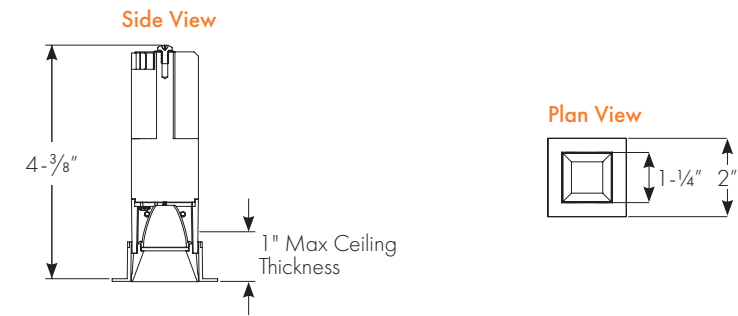 Side View
4-⅜"
1" Max Ceiling
Thickness
Plan View
1-¼" 2"